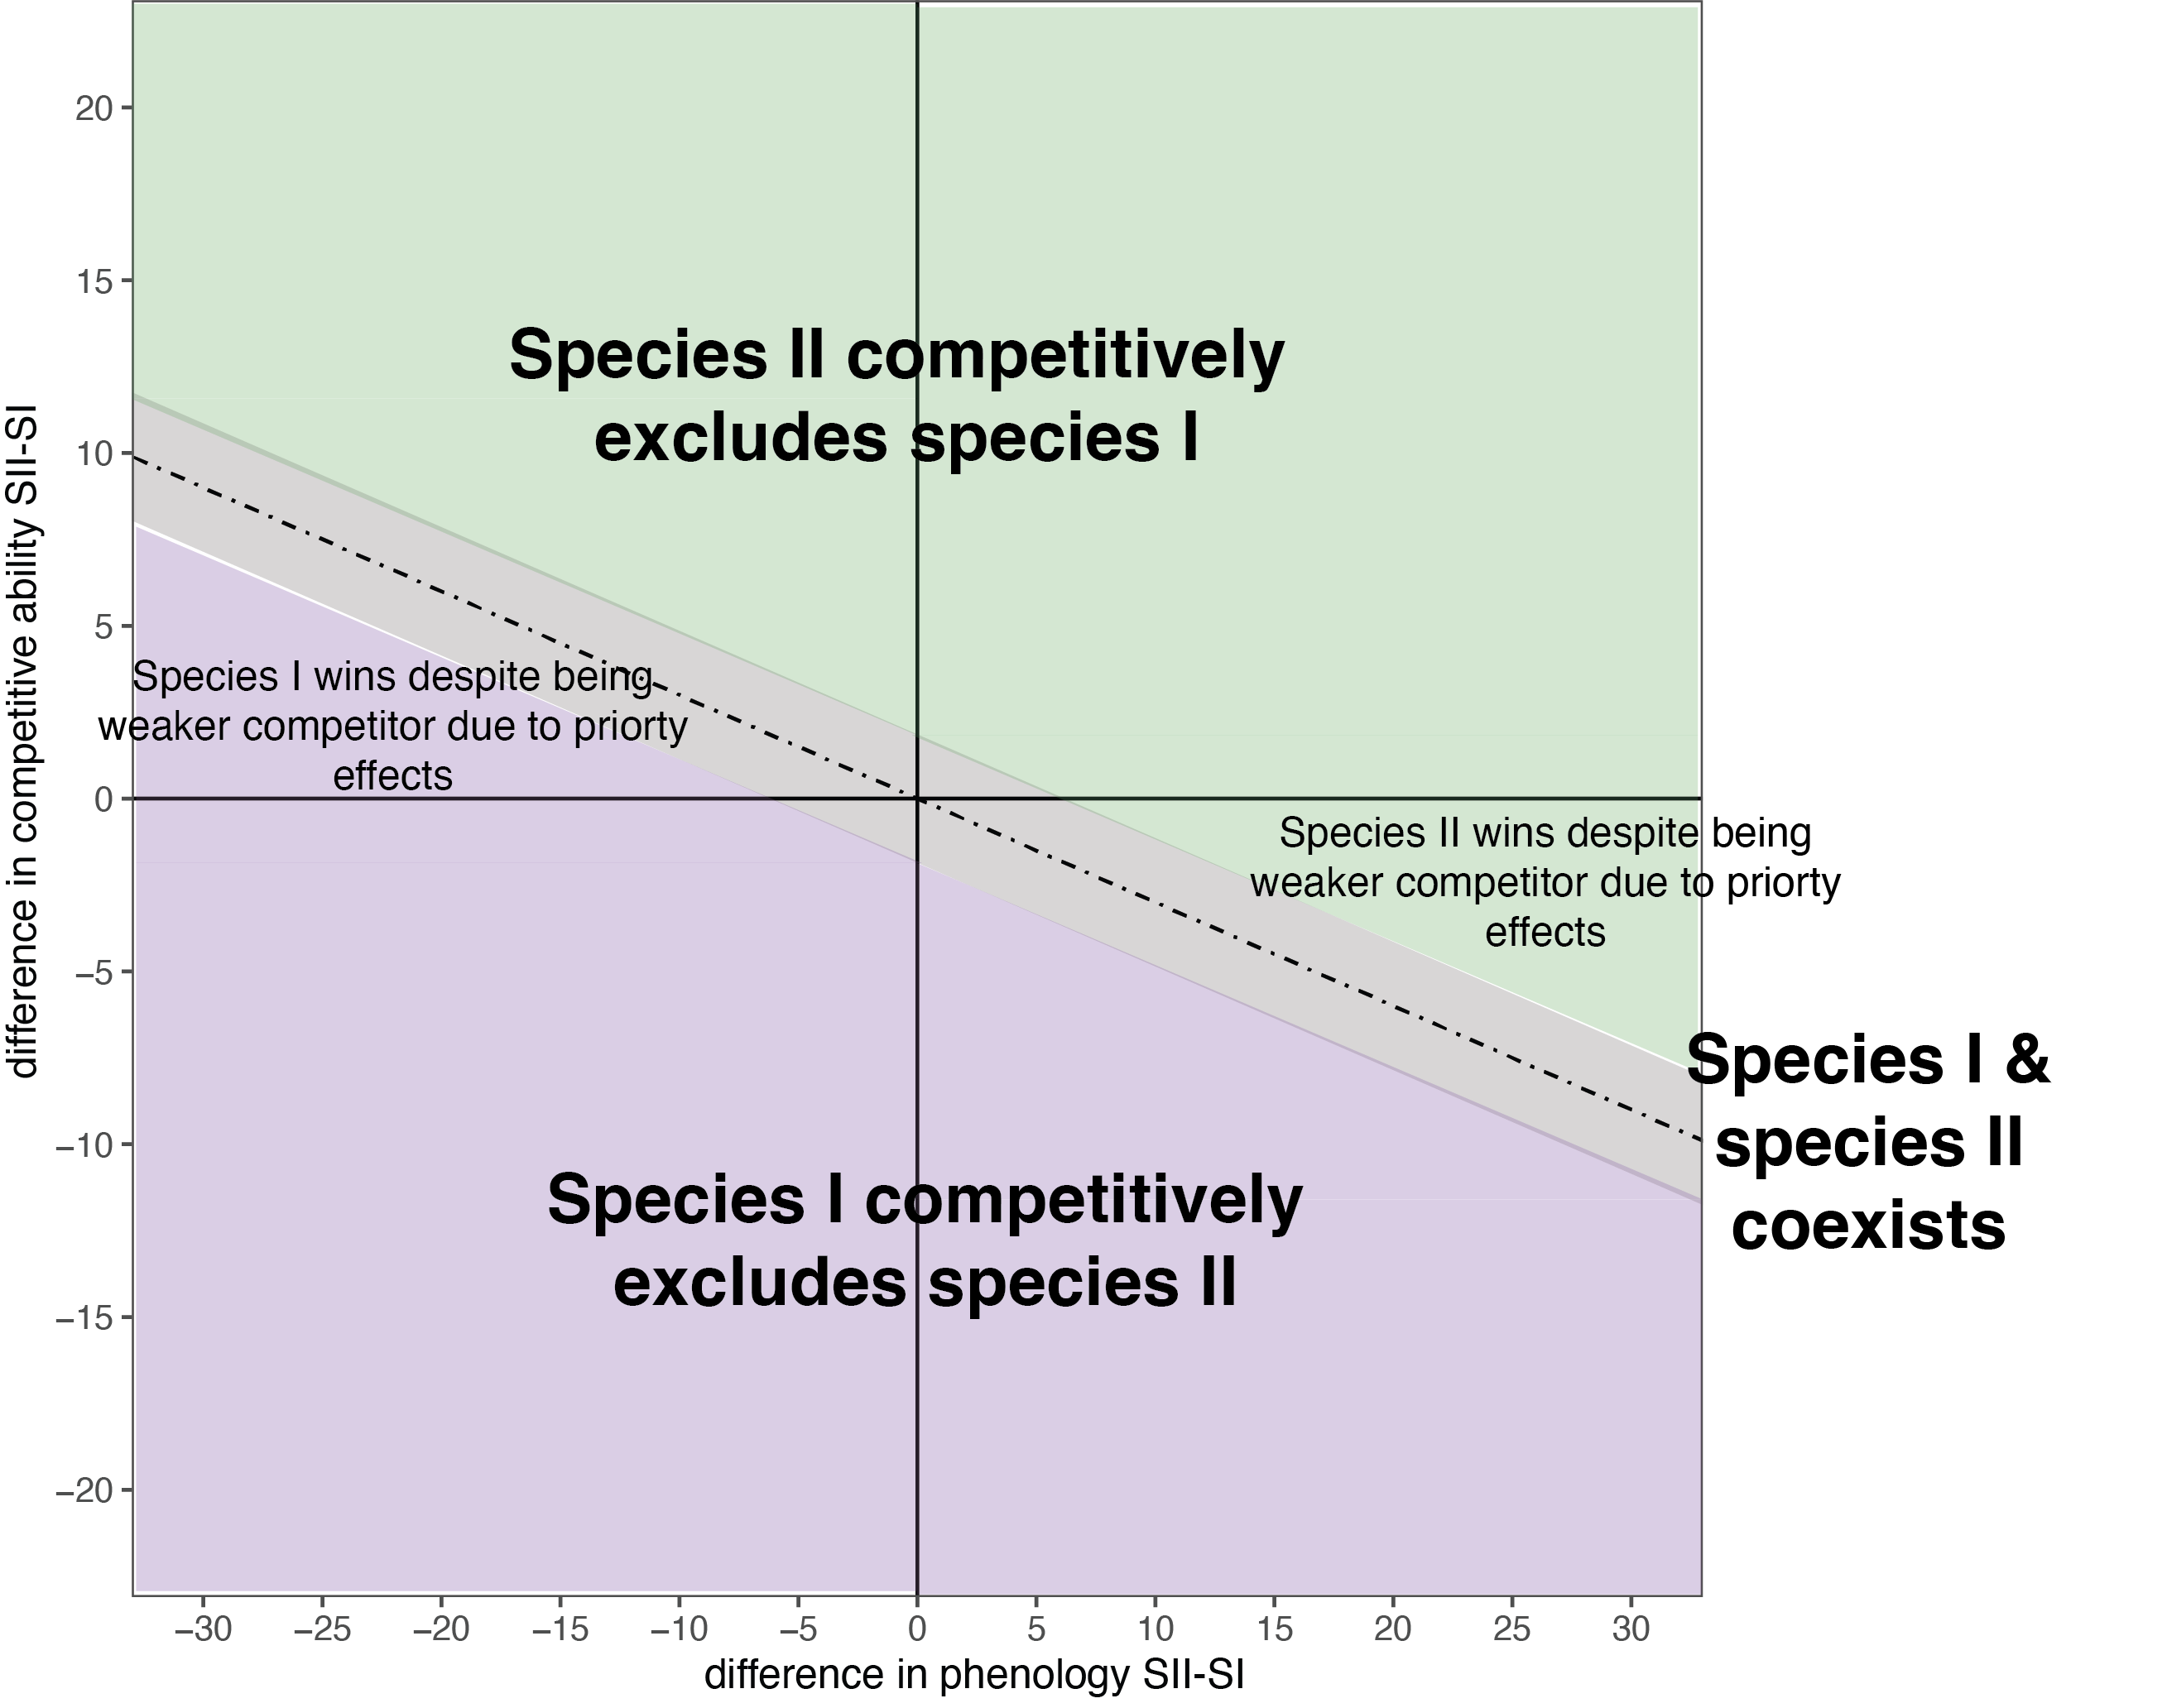 20
15
10
5
0
−5
−10
−15
−20
difference in competitive ability SII-SI
Species II competitively
excludes species I
Species I wins despite being
weaker competitor due to priorty
effects
Species II wins despite being
weaker competitor due to priorty
effects
Species I &
species II
coexists
Species I competitively
excludes species II
−30 −25 −20 −15 −10 −5 0 5 10 15 20 25 30
difference in phenology SII-SI